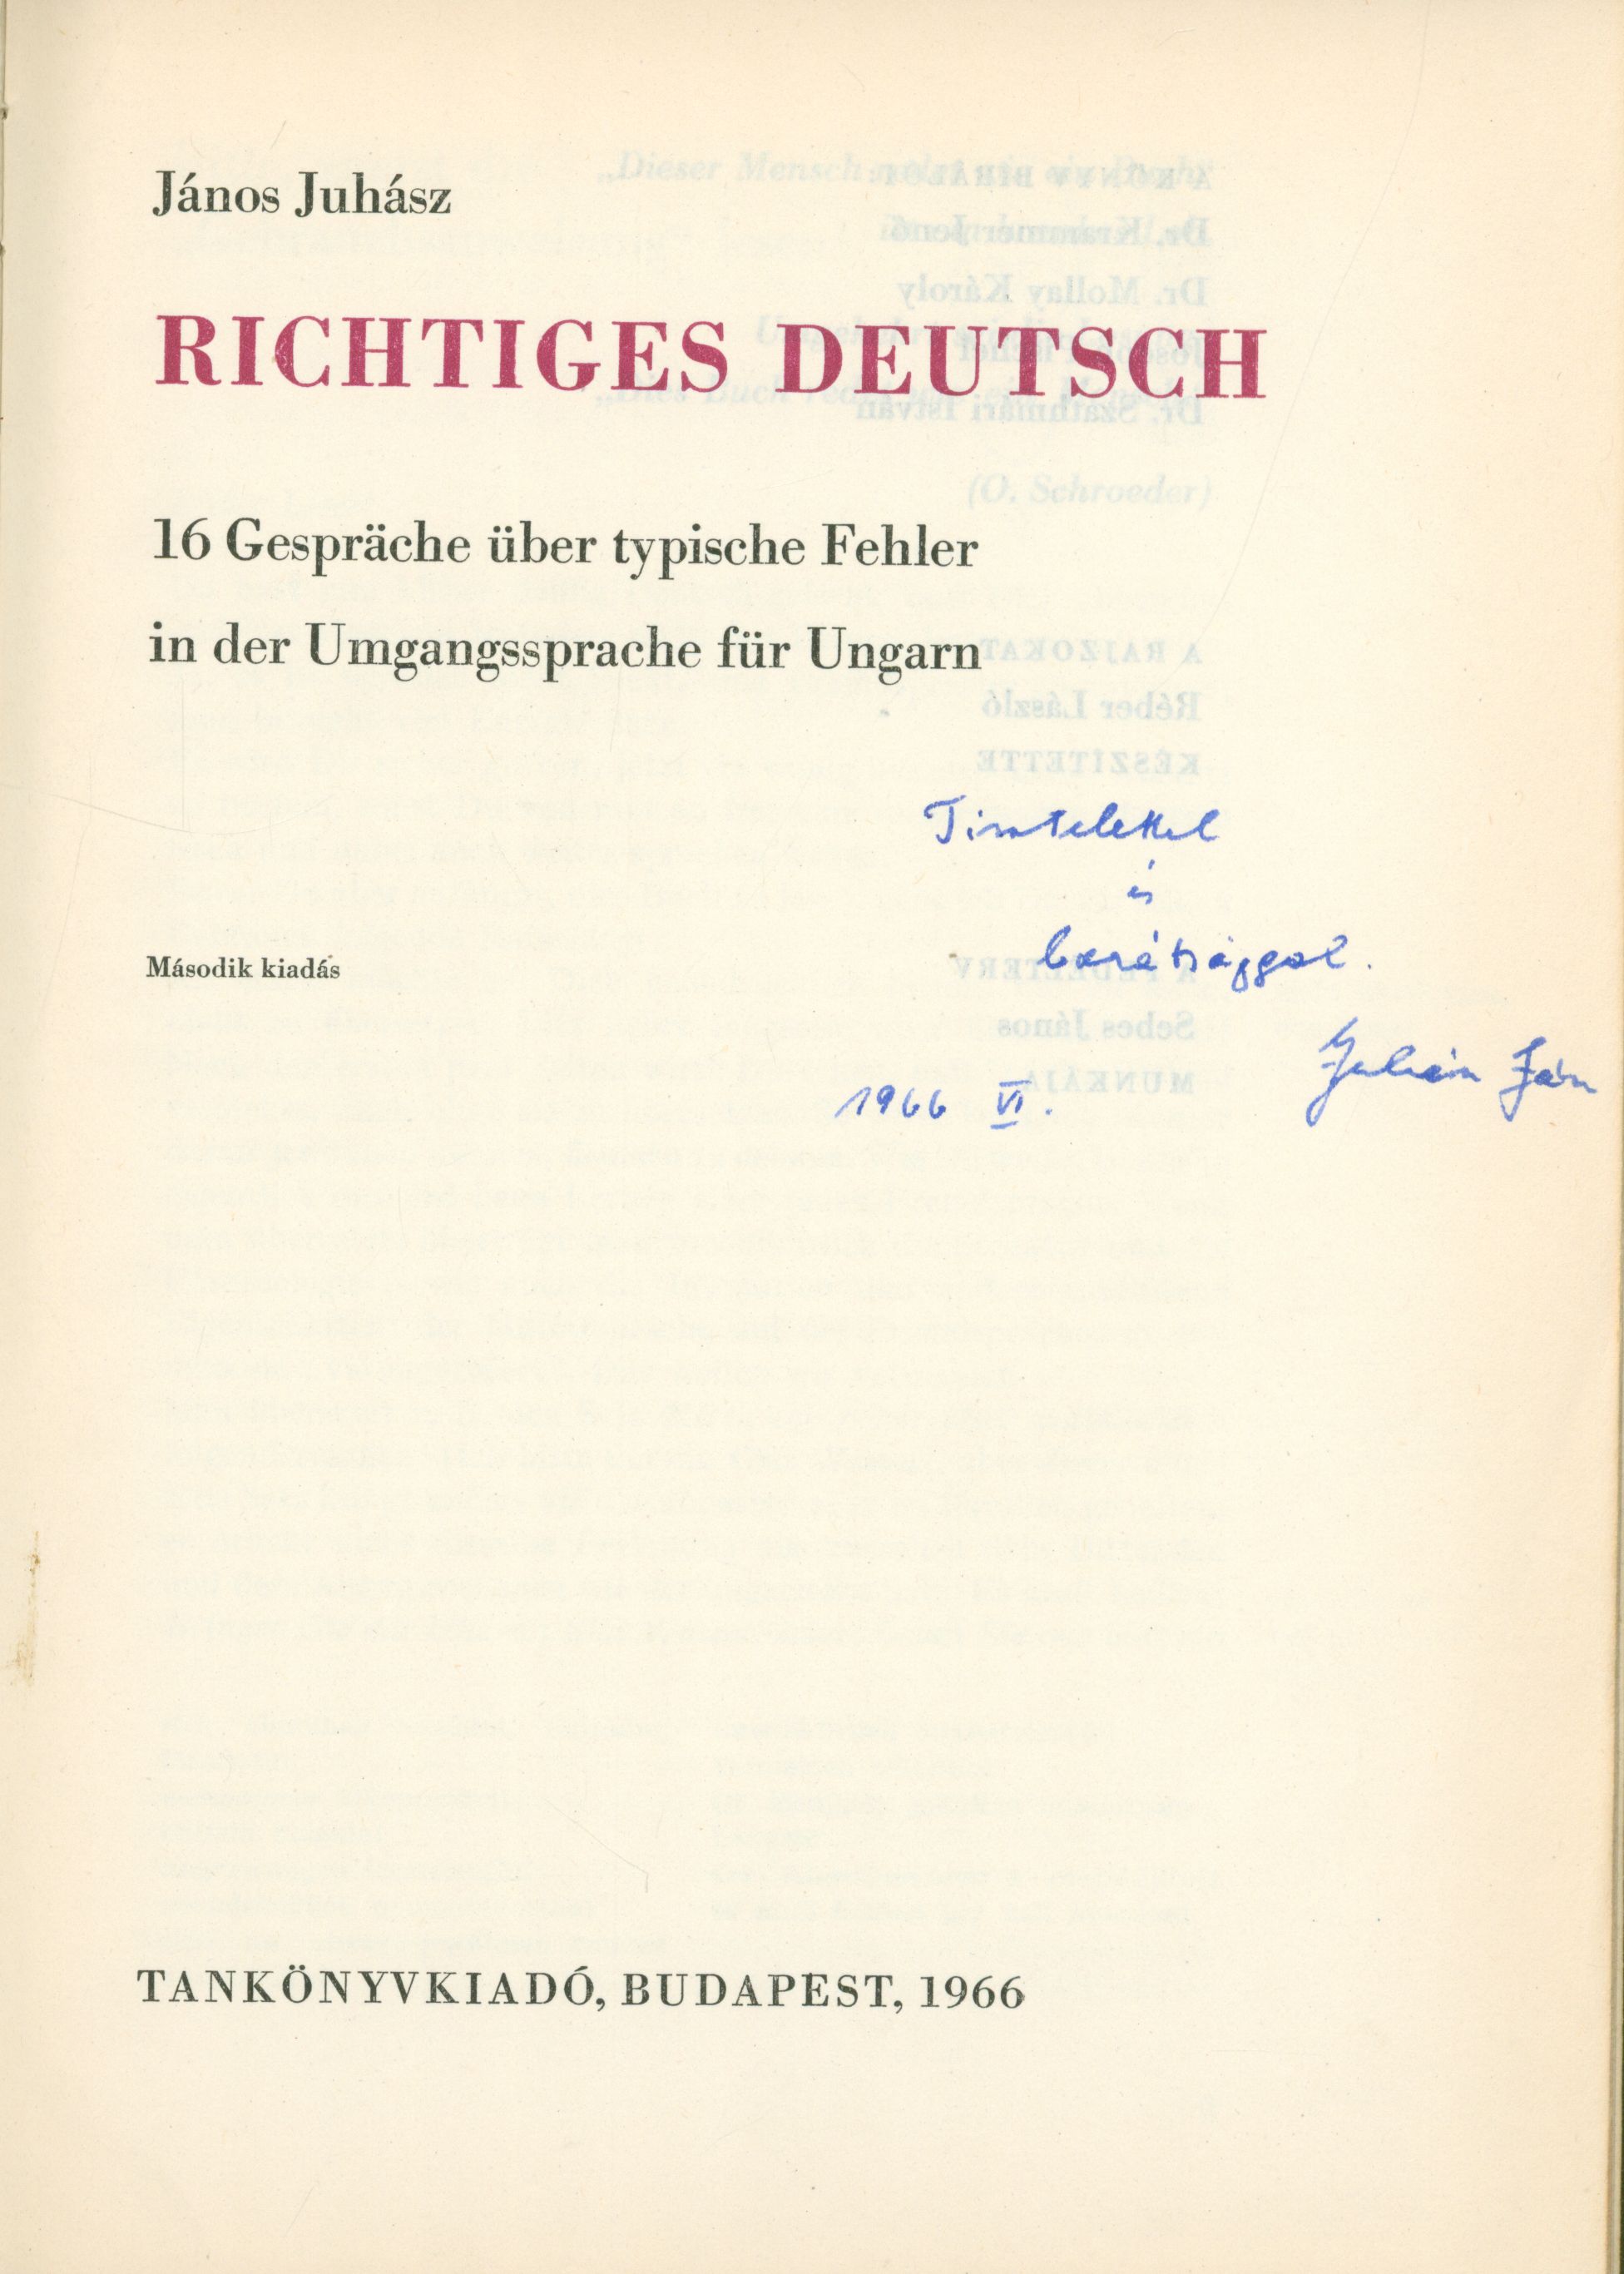 János Juhász
RICHTIGES DEUTSCH
16 Gespräche über typische Fehler
in der Umgangssprache für Ungarn
Tisztelettel
és
barátsággal.
Második kiadás
Juhász János
1966 VI.
TANKÖNYVKIADÓ, BUDAPEST, 1966